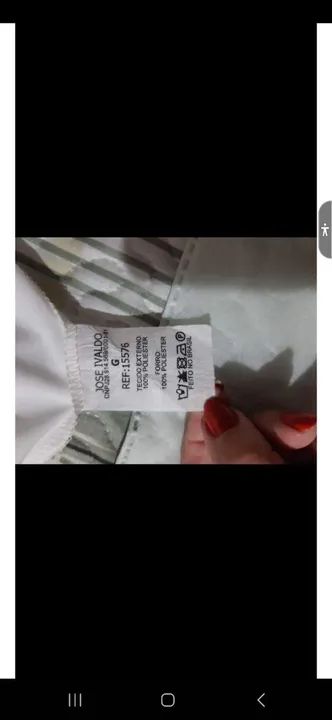 JOSE IVALDO
G
REF:15576
TECIDO EXTERNO
100% POLIESTER
FORRO:
100% POLIESTER
FEITO NO BRASIL